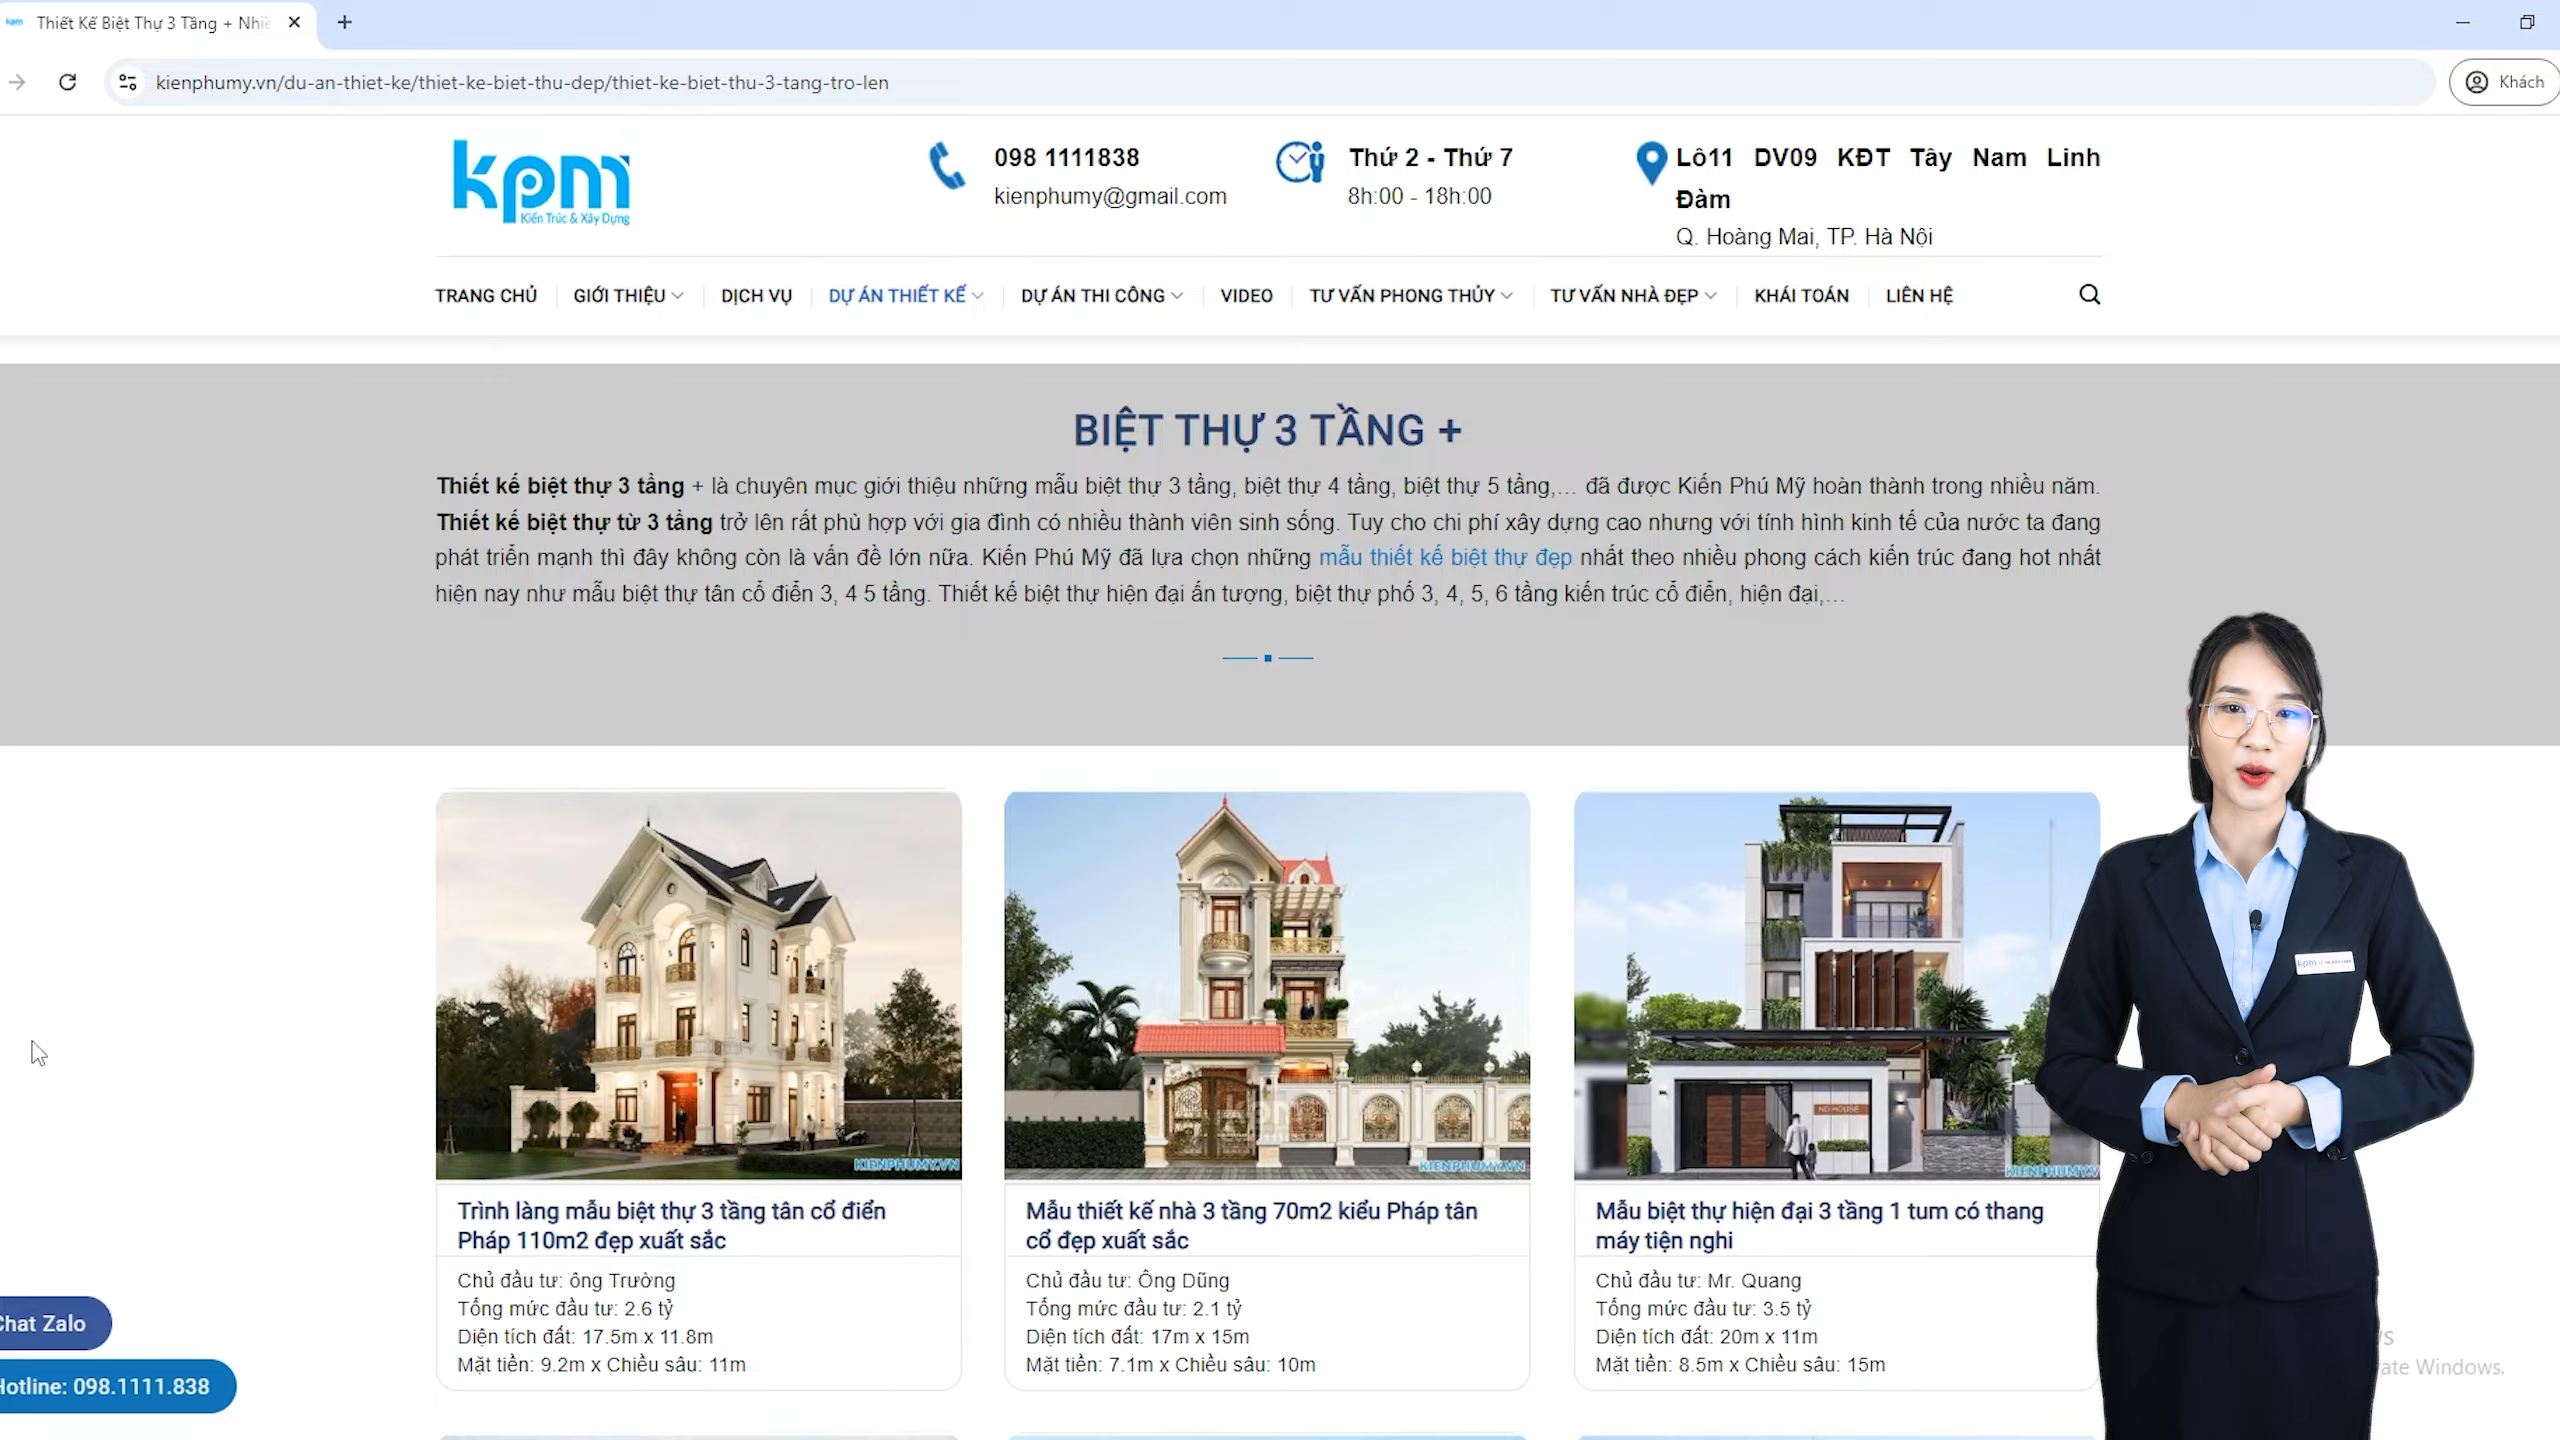 Thiết Kế Biệt Thự 3 Tầng + Nhiề
kienphumy.vn/du-an-thiet-ke/thiet-ke-biet-thu-dep/thiet-ke-biet-thu-3-tang-tro-len
Khách
kpm
Kiến Trúc & Xây Dựng
098 1111838
kienphumy@gmail.com
Thứ 2 - Thứ 7
8h:00 - 18h:00
Lô11 DV09 KĐT Tây Nam Linh
Đàm
Q. Hoàng Mai, TP. Hà Nội
TRANG CHỦ GIỚI THIỆU DỊCH VỤ DỰ ÁN THIẾT KẾ DỰ ÁN THI CÔNG VIDEO TƯ VẤN PHONG THỦY TƯ VẤN NHÀ ĐẸP KHÁI TOÁN LIÊN HỆ
BIỆT THỰ 3 TẦNG +
Thiết kế biệt thự 3 tầng + là chuyên mục giới thiệu những mẫu biệt thự 3 tầng, biệt thự 4 tầng, biệt thự 5 tầng,... đã được Kiến Phú Mỹ hoàn thành trong nhiều năm.
Thiết kế biệt thự từ 3 tầng trở lên rất phù hợp với gia đình có nhiều thành viên sinh sống. Tuy cho chi phí xây dựng cao nhưng với tính hình kinh tế của nước ta đang
phát triển mạnh thì đây không còn là vấn đề lớn nữa. Kiến Phú Mỹ đã lựa chọn những mẫu thiết kế biệt thự đẹp nhất theo nhiều phong cách kiến trúc đang hot nhất
hiện nay như mẫu biệt thự tân cổ điển 3, 4 5 tầng. Thiết kế biệt thự hiện đại ấn tượng, biệt thự phố 3, 4, 5, 6 tầng kiến trúc cổ điển, hiện đại,...
KIENPHUMY.VN
Trình làng mẫu biệt thự 3 tầng tân cổ điển
Pháp 110m2 đẹp xuất sắc
Chủ đầu tư: ông Trường
Tổng mức đầu tư: 2.6 tỷ
Diện tích đất: 17.5m x 11.8m
Mặt tiền: 9.2m x Chiều sâu: 11m
kpm
KIENPHUMY.VN
Mẫu thiết kế nhà 3 tầng 70m2 kiểu Pháp tân
cổ đẹp xuất sắc
Chủ đầu tư: Ông Dũng
Tổng mức đầu tư: 2.1 tỷ
Diện tích đất: 17m x 15m
Mặt tiền: 7.1m x Chiều sâu: 10m
KIENPHUMY.V
Mẫu biệt thự hiện đại 3 tầng 1 tum có thang
máy tiện nghi
Chủ đầu tư: Mr. Quang
Tổng mức đầu tư: 3.5 tỷ
Diện tích đất: 20m x 11m
Mặt tiền: 8.5m x Chiều sâu: 15m
kpm
Chat Zalo
Hotline: 098.1111.838
ate Windows.